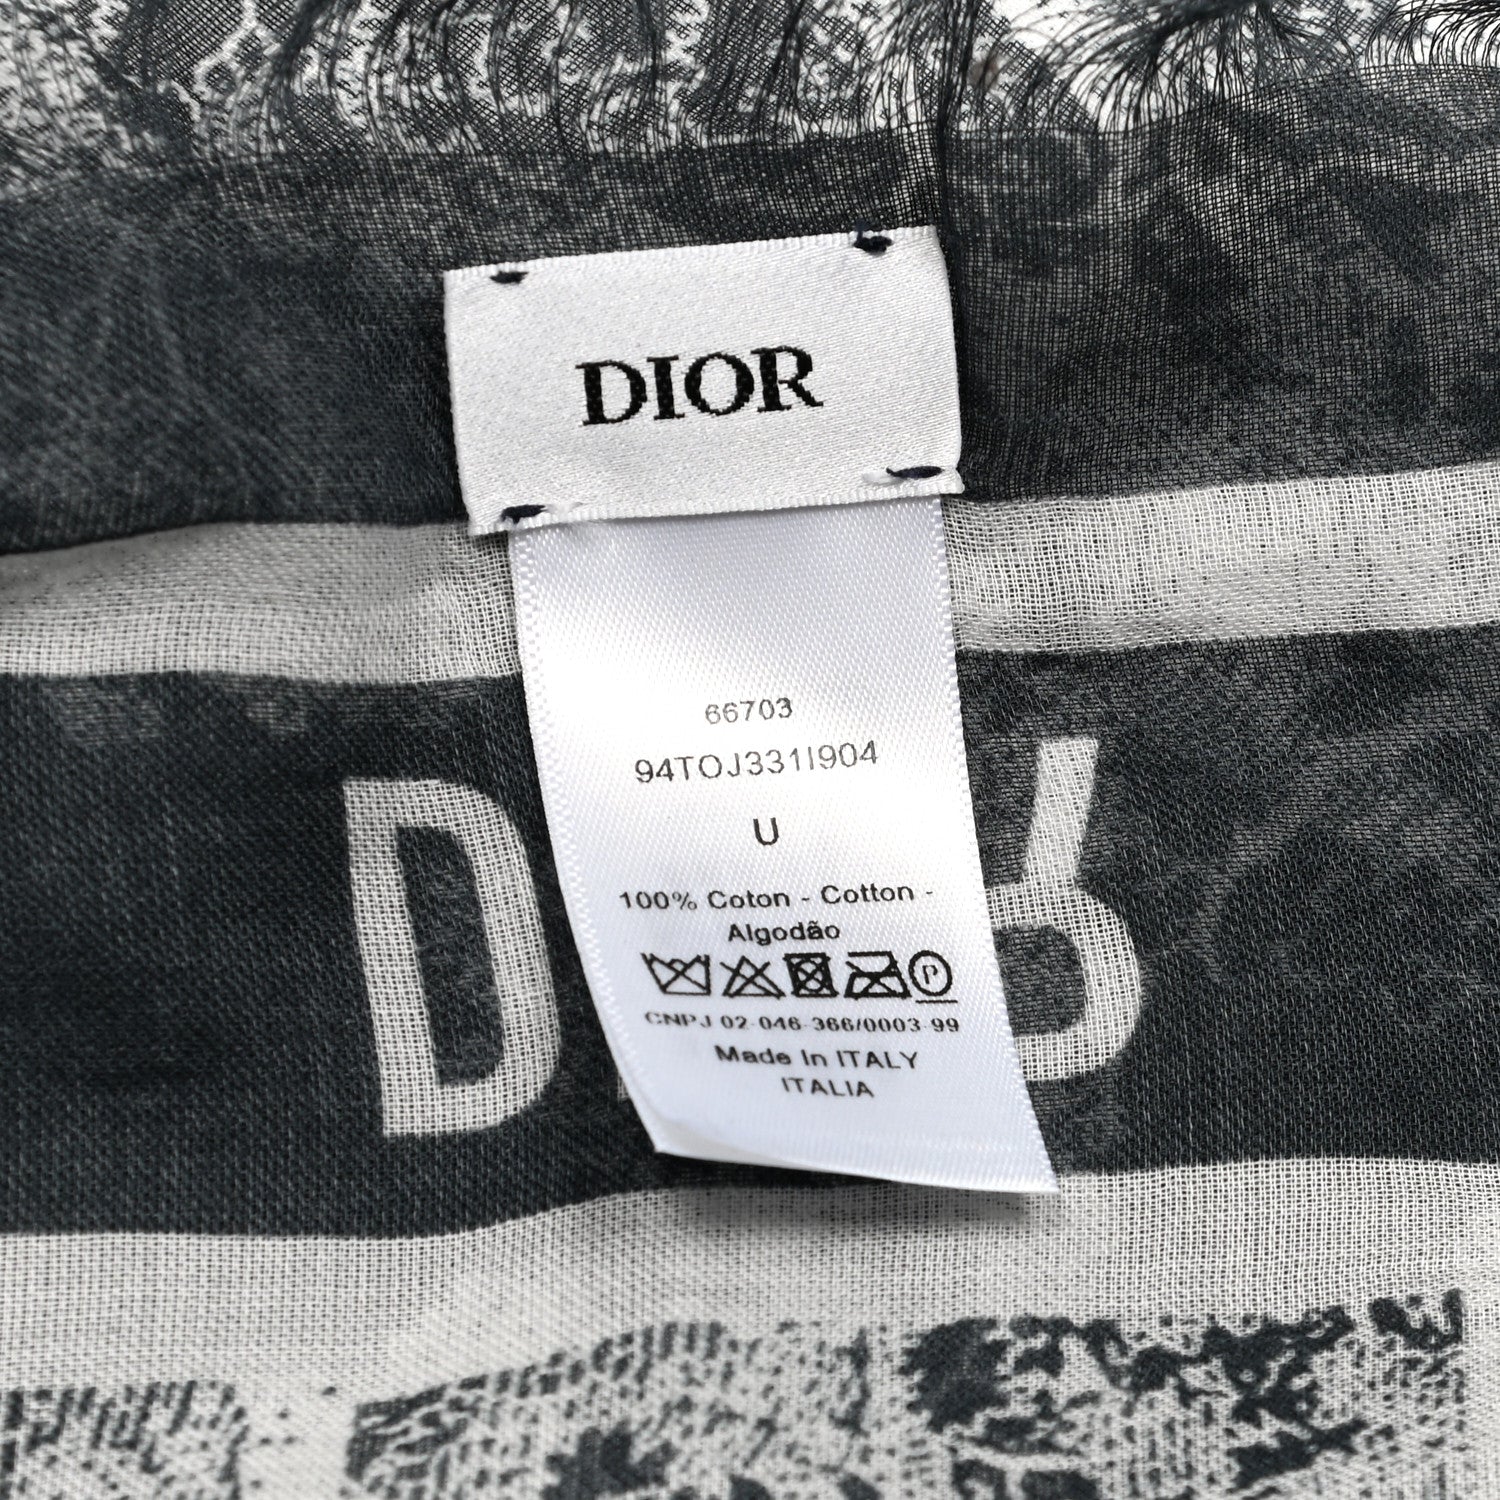 DIOR
66703
94TOJ331I904
U
100% Coton - Cotton -
Algodão
P
CNPJ 02-046-366/0003-99
Made In ITALY
ITALIA
D